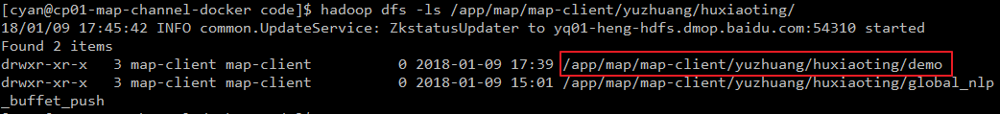 [cyan@cp01-map-channel-docker code]$ hadoop dfs -ls /app/map/map-client/yuzhuang/huxiaoting/
18/01/09 17:45:42 INFO common.UpdateService: ZkstatusUpdater to yq01-heng-hdfs.dmop.baidu.com:54310 started
Found 2 items
drwxr-xr-x   3 map-client map-client          0 2018-01-09 17:39 /app/map/map-client/yuzhuang/huxiaoting/demo
drwxr-xr-x   3 map-client map-client          0 2018-01-09 15:01 /app/map/map-client/yuzhuang/huxiaoting/global_nlp
_buffet_push